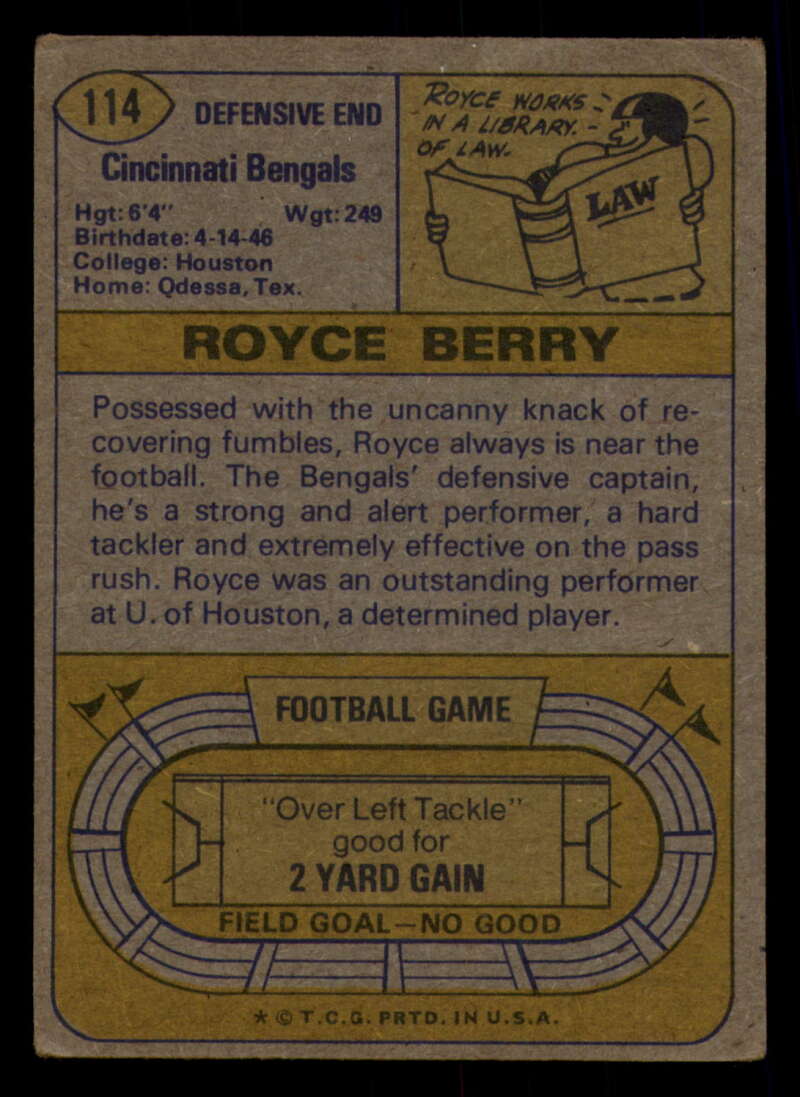 114
DEFENSIVE END
Cincinnati Bengals
Hgt: 6'4" Wgt: 249
Birthdate: 4-14-46
College: Houston
Home: Odessa, Tex.
ROYCE WORKS
IN A LIBRARY
OF LAW.
LAW
ROYCE BERRY
Possessed with the uncanny knack of re-
covering fumbles, Royce always is near the
football. The Bengals' defensive captain,
he's a strong and alert performer, a hard
tackler and extremely effective on the pass
rush. Royce was an outstanding performer
at U. of Houston, a determined player.
FOOTBALL GAME
"Over Left Tackle"
good for
2 YARD GAIN
FIELD GOAL—NO GOOD
* © T.C.G. PRTD. IN U.S.A.